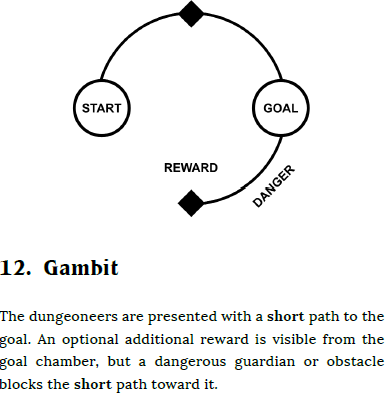 START
GOAL
REWARD
DANGER
12. Gambit
The dungeoneers are presented with a short path to the
goal. An optional additional reward is visible from the
goal chamber, but a dangerous guardian or obstacle
blocks the short path toward it.